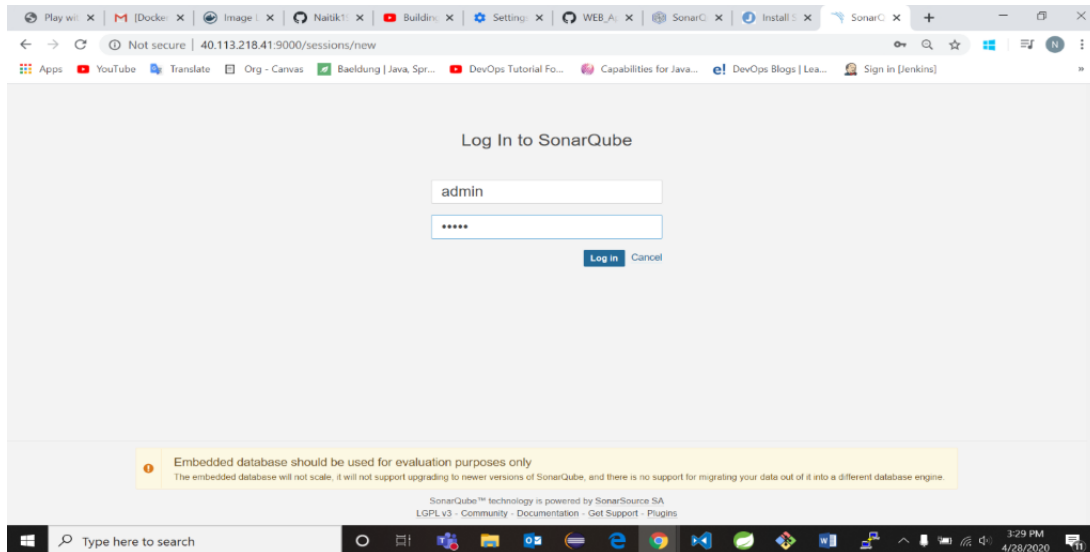 Play wit
M [Docke
Image L
Naitik1
Building
Setting
WEB_A
SonarQ
Install S
SonarQ
Not secure | 40.113.218.41:9000/sessions/new
N
Apps
YouTube
Translate
Org - Canvas
Baeldung | Java, Spr...
DevOps Tutorial Fo...
Capabilities for Java...
e! DevOps Blogs | Lea...
Sign in [Jenkins]
»
Log In to SonarQube
admin
•••••
Log in Cancel
Embedded database should be used for evaluation purposes only
The embedded database will not scale, it will not support upgrading to newer versions of SonarQube, and there is no support for migrating your data out of it into a different database engine.
SonarQube™ technology is powered by SonarSource SA
LGPL v3 - Community - Documentation - Get Support - Plugins
Type here to search
3:29 PM
4/28/2020